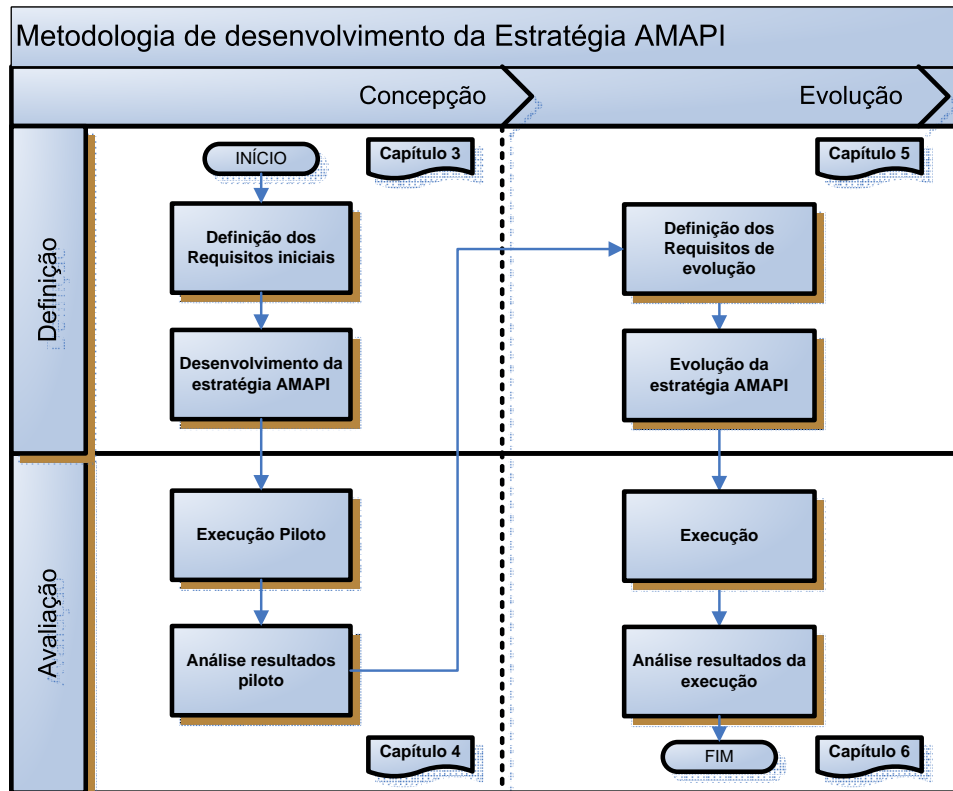 Metodologia de desenvolvimento da Estratégia AMAPI
Concepção
Evolução
Definição
INÍCIO
Capítulo 3
Definição dos
Requisitos iniciais
Desenvolvimento da
estratégia AMAPI
Capítulo 5
Definição dos
Requisitos de
evolução
Evolução da
estratégia AMAPI
Avaliação
Execução Piloto
Análise resultados
piloto
Capítulo 4
Execução
Análise resultados da
execução
FIM
Capítulo 6